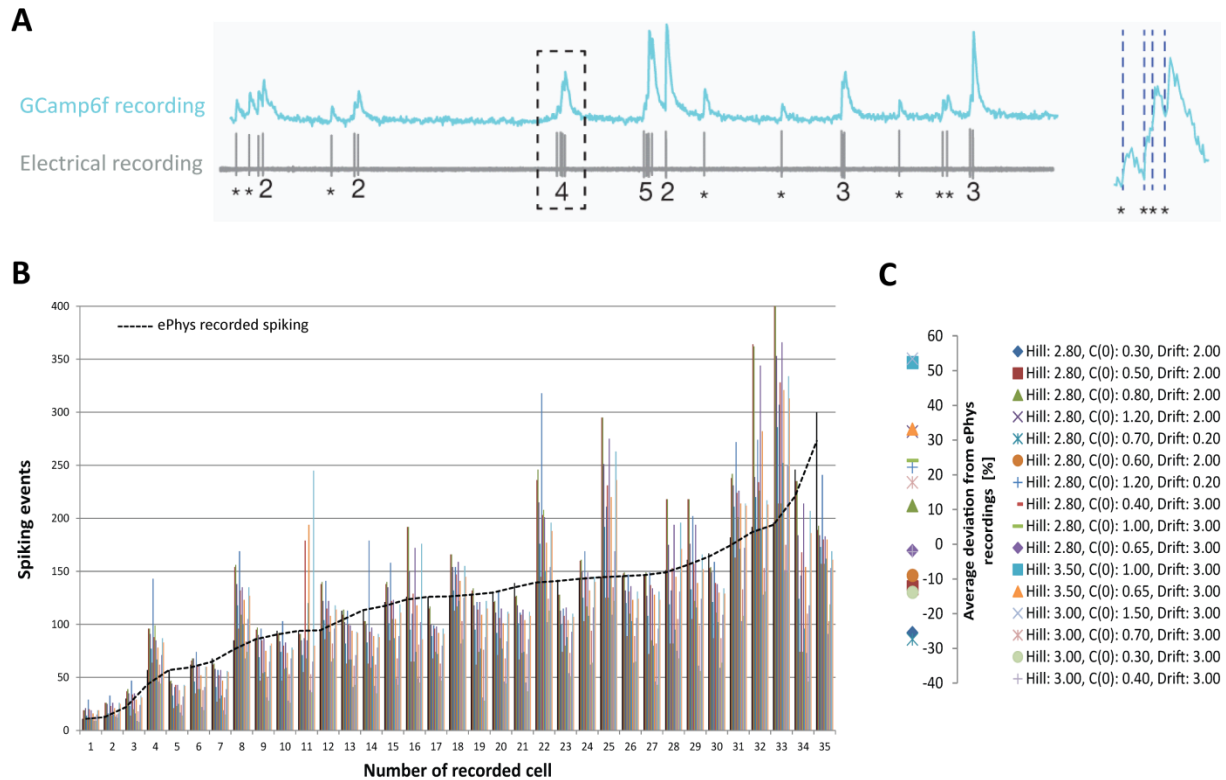 A
GCamp6f recording
Electrical recording
* * 2 * 2 4 5 2 * * 3 * ** 3
* ** *
B
C
Spiking events
400
350
300
250
200
150
100
50
0
ePhys recorded spiking
1 2 3 4 5 6 7 8 9 10 11 12 13 14 15 16 17 18 19 20 21 22 23 24 25 26 27 28 29 30 31 32 33 34 35
Number of recorded cell
Average deviation from ePhys
recordings [%]
60
50
40
30
20
10
0
-10
-20
-30
-40
Hill: 2.80, C(0): 0.30, Drift: 2.00
Hill: 2.80, C(0): 0.50, Drift: 2.00
Hill: 2.80, C(0): 0.80, Drift: 2.00
Hill: 2.80, C(0): 1.20, Drift: 2.00
Hill: 2.80, C(0): 0.70, Drift: 0.20
Hill: 2.80, C(0): 0.60, Drift: 2.00
Hill: 2.80, C(0): 1.20, Drift: 0.20
Hill: 2.80, C(0): 0.40, Drift: 3.00
Hill: 2.80, C(0): 1.00, Drift: 3.00
Hill: 2.80, C(0): 0.65, Drift: 3.00
Hill: 3.50, C(0): 1.00, Drift: 3.00
Hill: 3.50, C(0): 0.65, Drift: 3.00
Hill: 3.00, C(0): 1.50, Drift: 3.00
Hill: 3.00, C(0): 0.70, Drift: 3.00
Hill: 3.00, C(0): 0.30, Drift: 3.00
Hill: 3.00, C(0): 0.40, Drift: 3.00